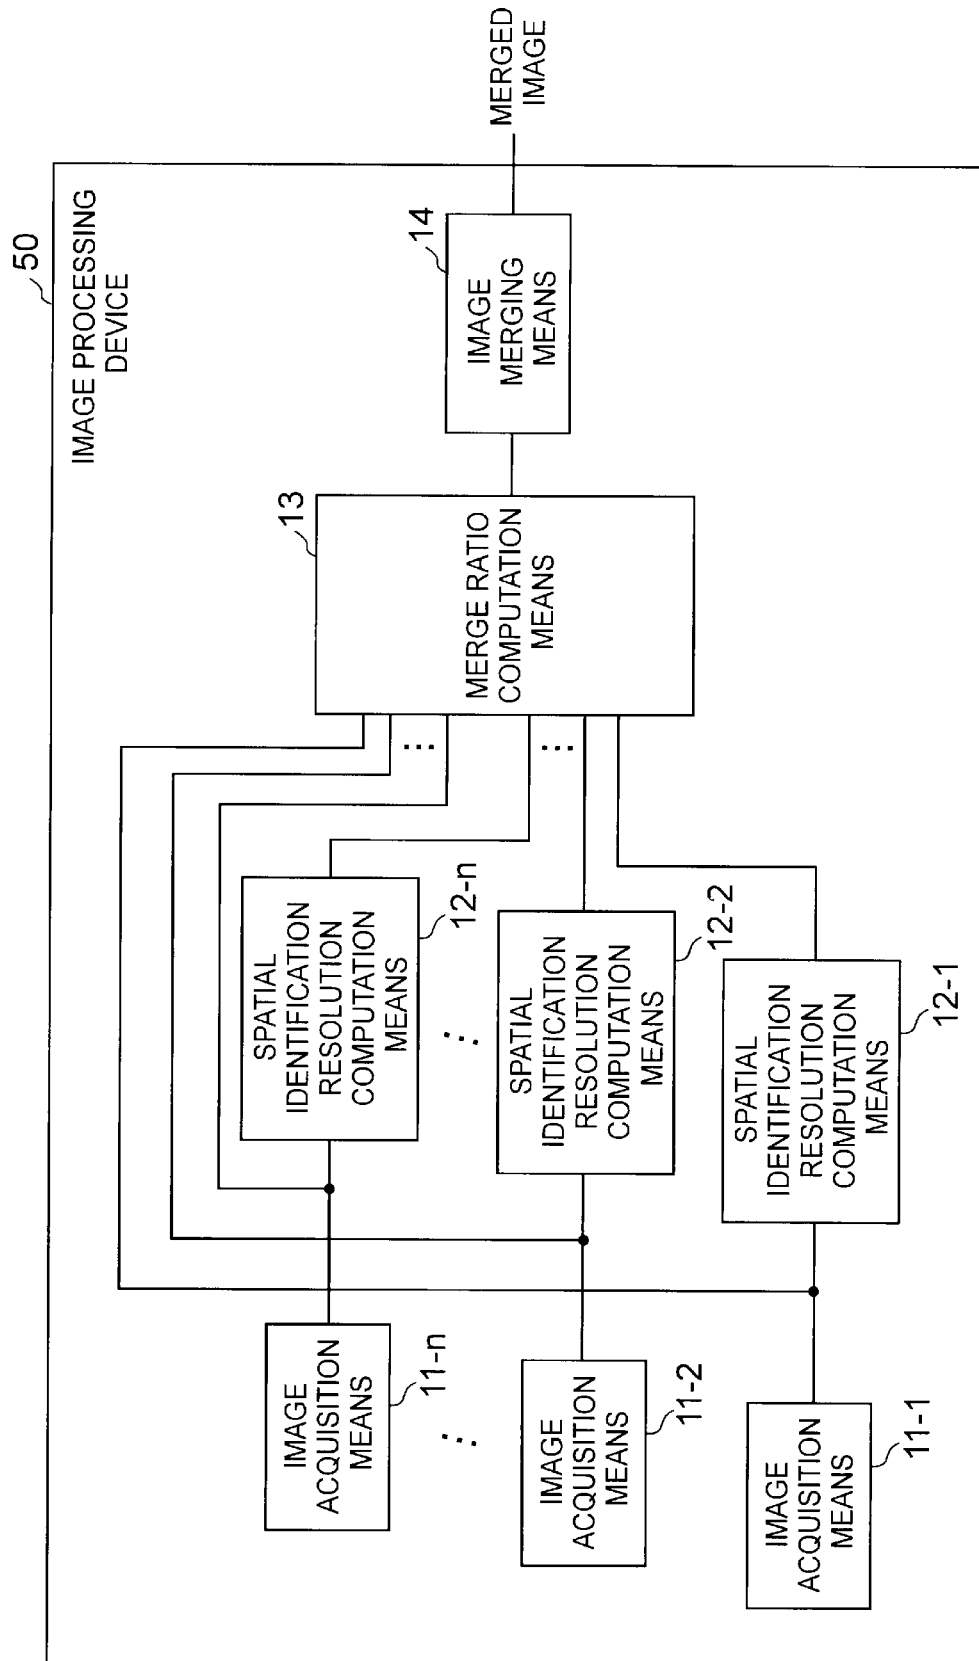 50
IMAGE PROCESSING
DEVICE
IMAGE
ACQUISITION
MEANS
11-n
...
IMAGE
ACQUISITION
MEANS
11-2
IMAGE
ACQUISITION
MEANS
11-1
SPATIAL
IDENTIFICATION
RESOLUTION
COMPUTATION
MEANS
12-n
...
SPATIAL
IDENTIFICATION
RESOLUTION
COMPUTATION
MEANS
12-2
SPATIAL
IDENTIFICATION
RESOLUTION
COMPUTATION
MEANS
12-1
...
...
13
MERGE RATIO
COMPUTATION
MEANS
14
IMAGE
MERGING
MEANS
MERGED
IMAGE